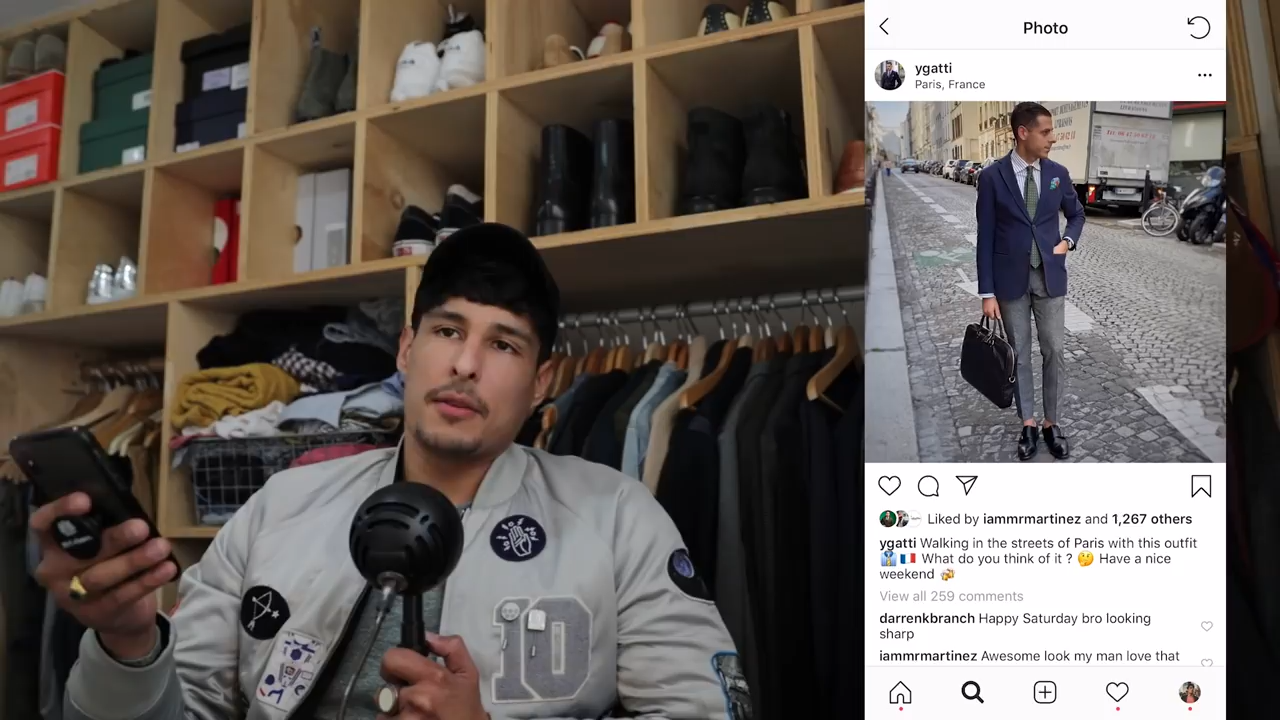 Photo
ygatti
Paris, France
Liked by iammrmartinez and 1,267 others
ygatti Walking in the streets of Paris with this outfit
What do you think of it ? Have a nice
weekend
View all 259 comments
darrenkbranch Happy Saturday bro looking
sharp
iammrmartinez Awesome look my man love that
10